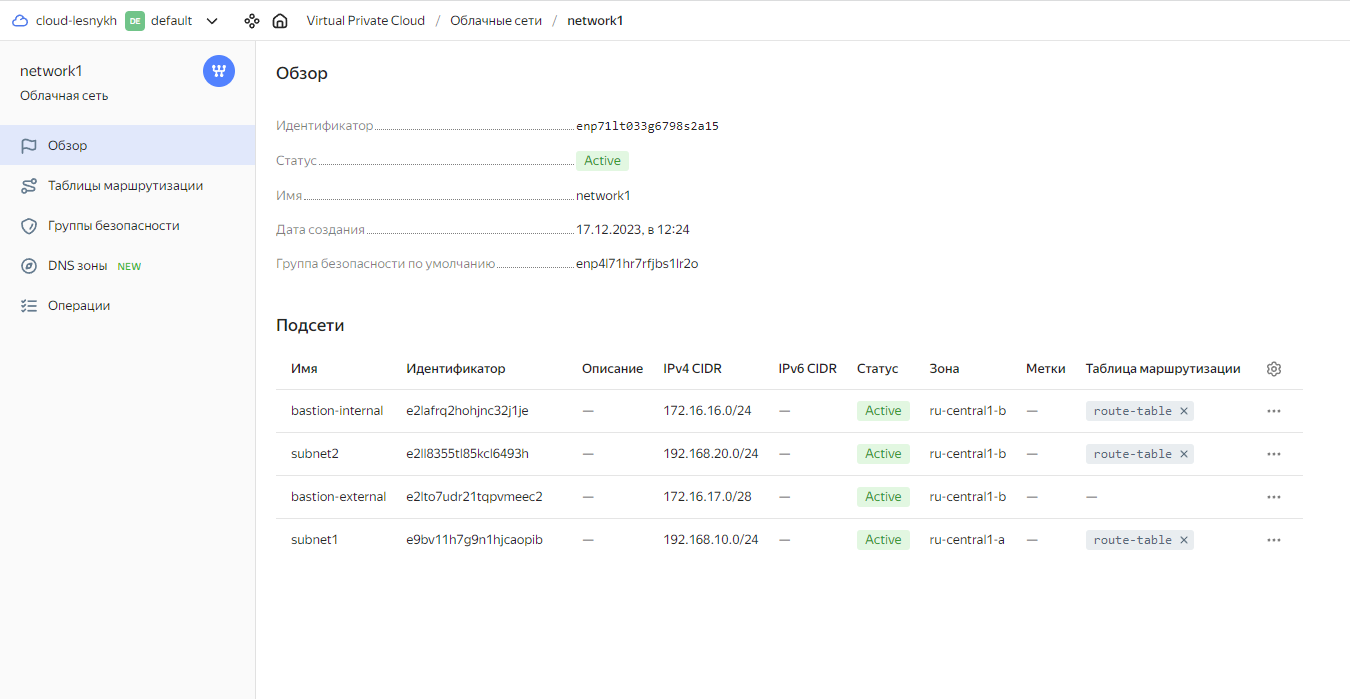 cloud-lesnykh DE default Virtual Private Cloud / Облачные сети / network1
network1
Облачная сеть
Обзор
Таблицы маршрутизации
Группы безопасности
DNS зоны NEW
Операции
Обзор
Идентификатор enp71lt033g6798s2a15
Статус Active
Имя network1
Дата создания 17.12.2023, в 12:24
Группа безопасности по умолчанию enp4l71hr7rfjbs1lr2o
Подсети
Имя Идентификатор Описание IPv4 CIDR IPv6 CIDR Статус Зона Метки Таблица маршрутизации
bastion-internal e2lafrq2hohjnc32j1je — 172.16.16.0/24 — Active ru-central1-b — route-table ×
subnet2 e2ll8355tl85kcl6493h — 192.168.20.0/24 — Active ru-central1-b — route-table ×
bastion-external e2lto7udr21tqpvmeec2 — 172.16.17.0/28 — Active ru-central1-b — —
subnet1 e9bv11h7g9n1hjcaopib — 192.168.10.0/24 — Active ru-central1-a — route-table ×